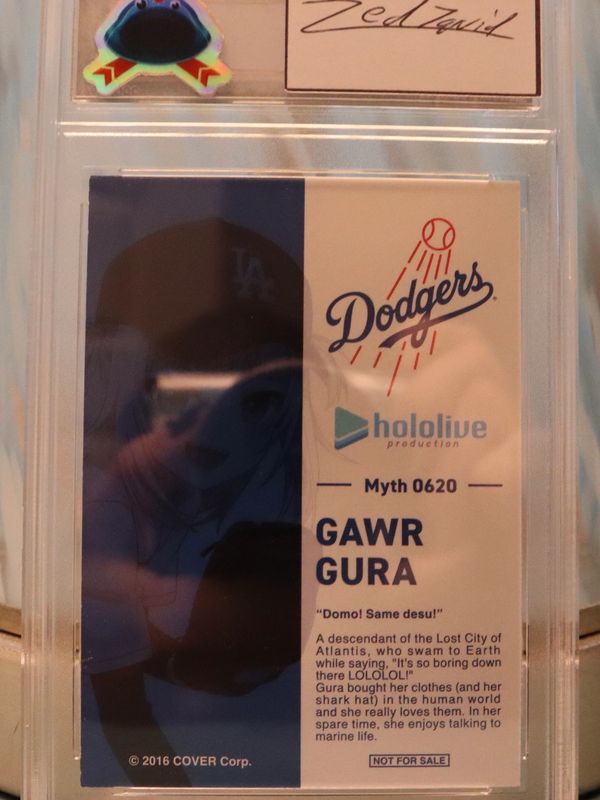 LA
Dodgers
hololive
production
Myth 0620
GAWR
GURA
“Domo! Same desu!”
A descendant of the Lost City of
Atlantis, who swam to Earth
while saying, "It's so boring down
there LOLOLOL!"
Gura bought her clothes (and her
shark hat) in the human world
and she really loves them. In her
spare time, she enjoys talking to
marine life.
© 2016 COVER Corp.
NOT FOR SALE